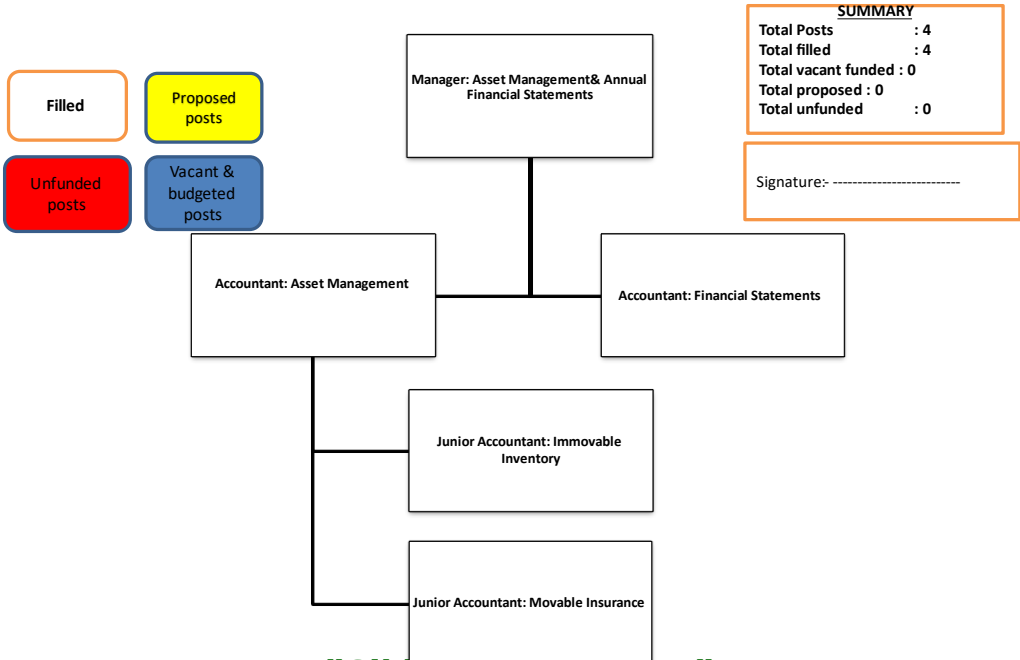 SUMMARY
Total Posts : 4
Total filled : 4
Total vacant funded : 0
Total proposed : 0
Total unfunded : 0
Signature:- --------------------------
Filled
Proposed
posts
Unfunded
posts
Vacant &
budgeted
posts
Manager: Asset Management& Annual
Financial Statements
Accountant: Asset Management
Accountant: Financial Statements
Junior Accountant: Immovable
Inventory
Junior Accountant: Movable Insurance